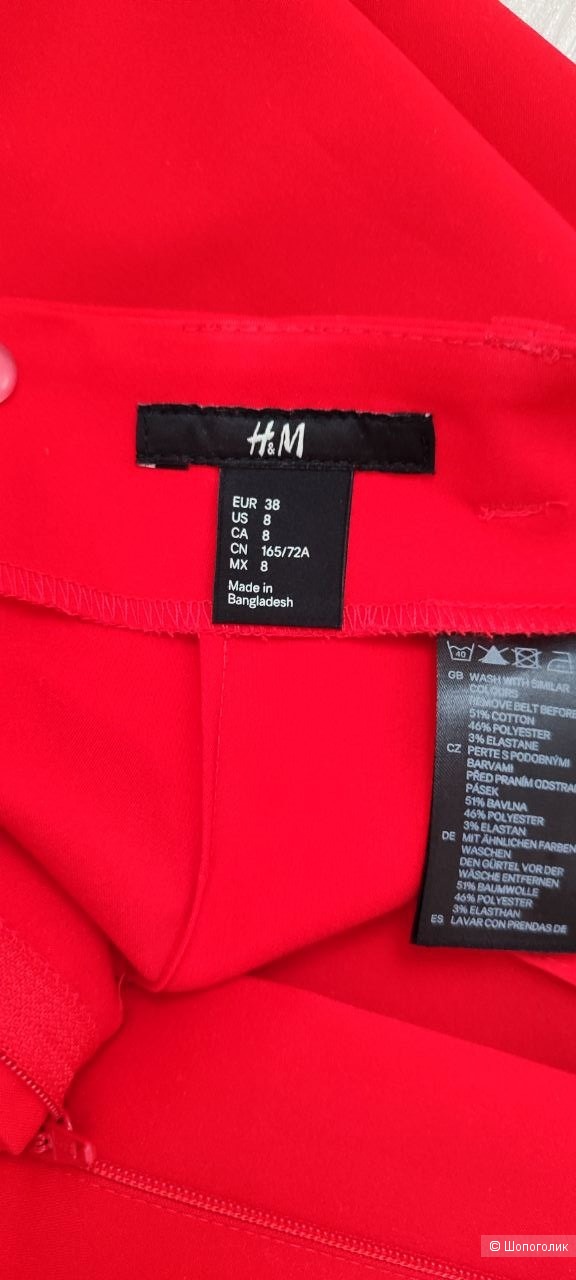 H&M
EUR 38
US 8
CA 8
CN 165/72A
MX 8
Made in
Bangladesh
40
GB WASH WITH SIMILAR
COLOURS
REMOVE BELT BEFORE
51% COTTON
46% POLYESTER
3% ELASTANE
CZ PERTE S PODOBNÝMI
BARVAMI
PŘED PRANÍM ODSTRA
PÁSEK
51% BAVLNA
46% POLYESTER
3% ELASTAN
DE MIT ÄHNLICHEN FARBEN
WASCHEN
DEN GÜRTEL VOR DER
WÄSCHE ENTFERNEN
51% BAUMWOLLE
46% POLYESTER
3% ELASTHAN
ES LAVAR CON PRENDAS DE
© Шопоголик